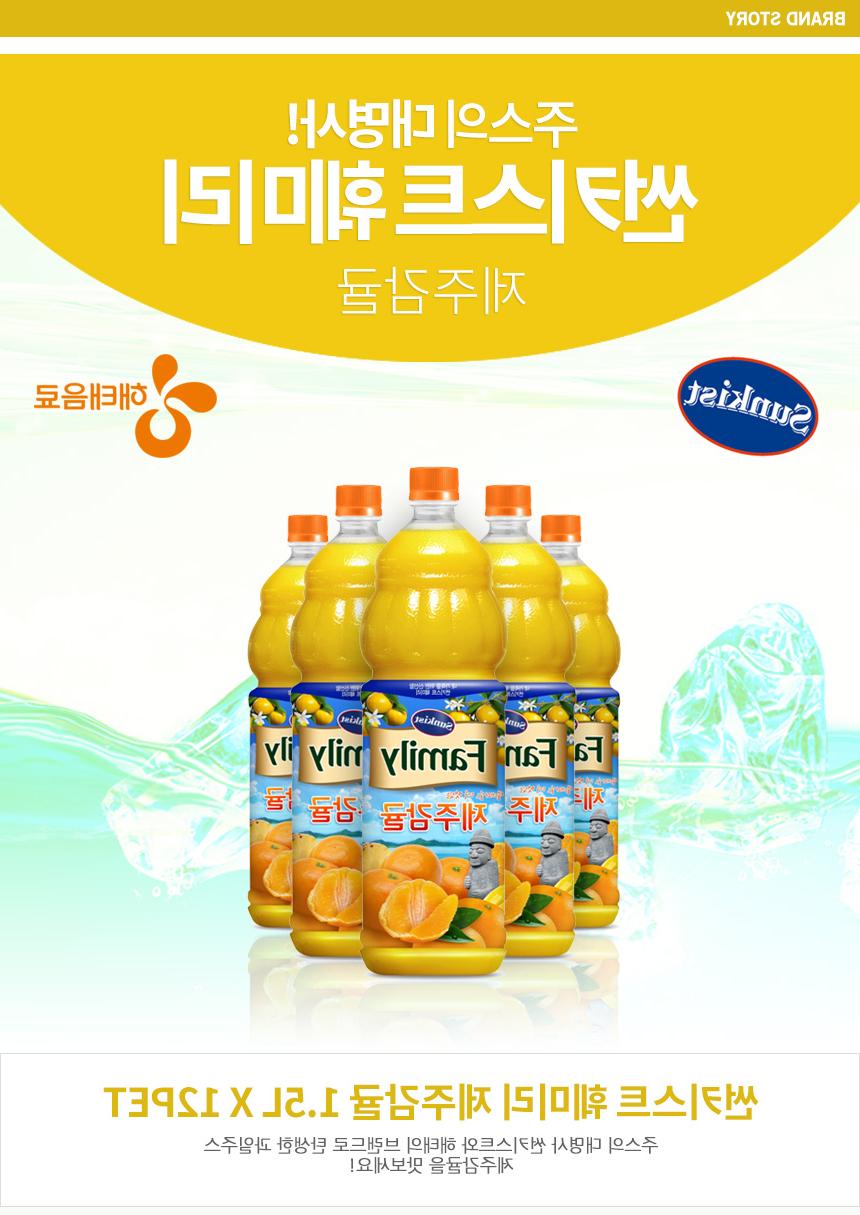 BRAND STORY
주스의 대명사!
썬키스트 훼미리
제주감귤
해태음료
Sunkist
Sunkist
Family
제주감귤
썬키스트 훼미리 제주감귤 1.5L X 12PET
주스의 대명사 썬키스트와 해태의 브랜드로 탄생한 과일주스
제주감귤을 맛보세요!